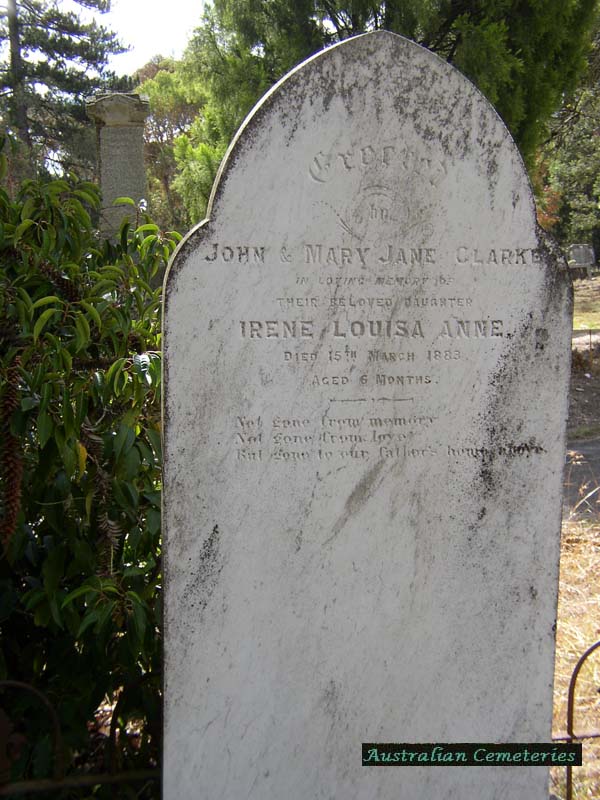 Erected
by
JOHN & MARY JANE CLARKE
IN LOVING MEMORY OF
THEIR BELOVED DAUGHTER
IRENE LOUISA ANNE.
DIED 15TH MARCH 1883.
AGED 6 MONTHS.
Not gone from memory
Not gone from love
But gone to our father's home above.
Australian Cemeteries